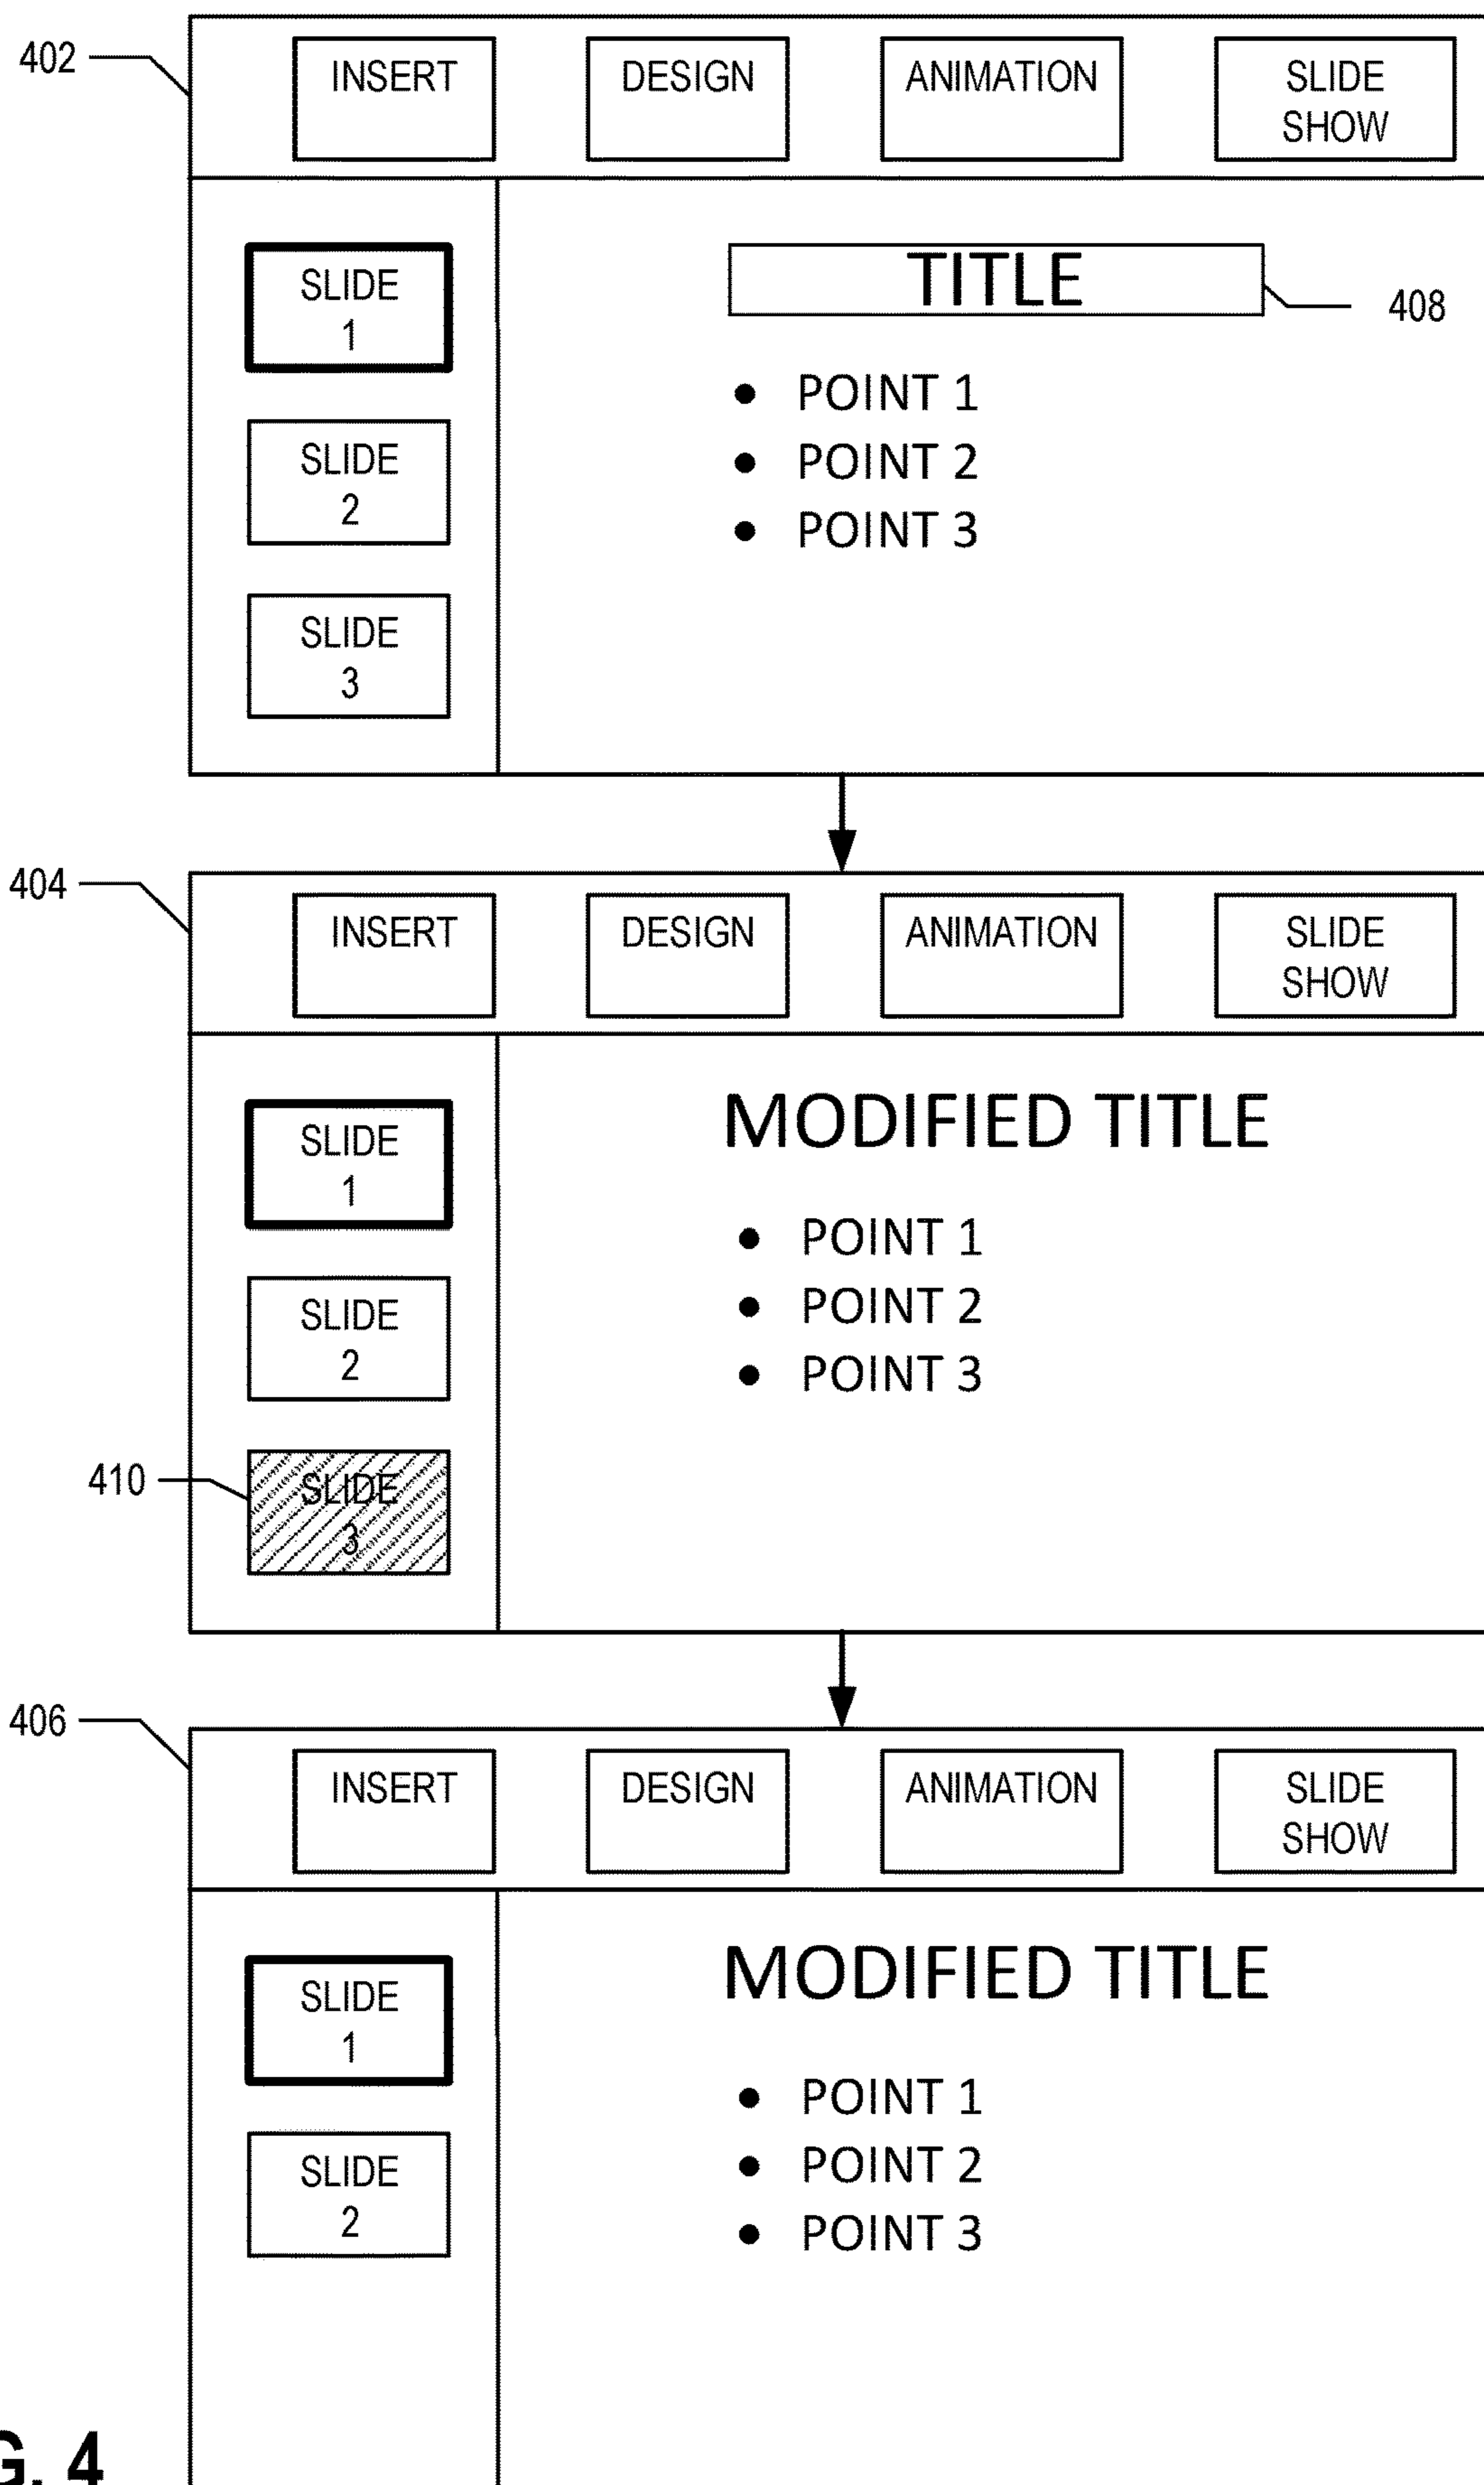 402
INSERT
DESIGN
ANIMATION
SLIDE
SHOW
SLIDE
1
SLIDE
2
SLIDE
3
TITLE
408
• POINT 1
• POINT 2
• POINT 3
404
INSERT
DESIGN
ANIMATION
SLIDE
SHOW
SLIDE
1
SLIDE
2
410
SLIDE
3
MODIFIED TITLE
• POINT 1
• POINT 2
• POINT 3
406
INSERT
DESIGN
ANIMATION
SLIDE
SHOW
SLIDE
1
SLIDE
2
MODIFIED TITLE
• POINT 1
• POINT 2
• POINT 3
G. 4